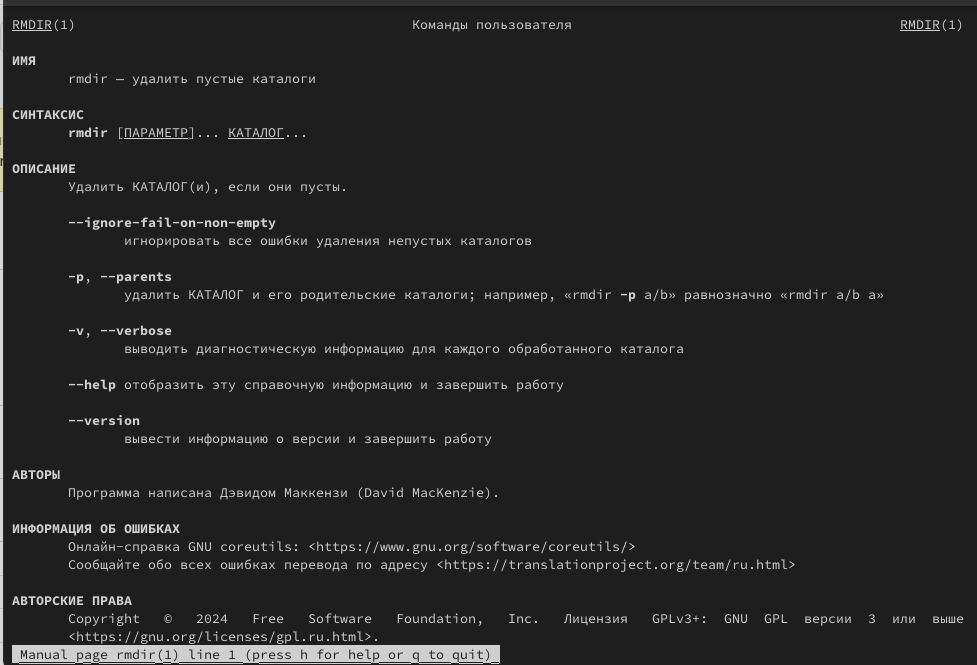 RMDIR(1) Команды пользователя RMDIR(1)
ИМЯ
rmdir — удалить пустые каталоги
СИНТАКСИС
rmdir [ПАРАМЕТР]... КАТАЛОГ...
ОПИСАНИЕ
Удалить КАТАЛОГ(и), если они пусты.
--ignore-fail-on-non-empty
игнорировать все ошибки удаления непустых каталогов
-p, --parents
удалить КАТАЛОГ и его родительские каталоги; например, «rmdir -p a/b» равнозначно «rmdir a/b a»
-v, --verbose
выводить диагностическую информацию для каждого обработанного каталога
--help отобразить эту справочную информацию и завершить работу
--version
вывести информацию о версии и завершить работу
АВТОРЫ
Программа написана Дэвидом Маккензи (David MacKenzie).
ИНФОРМАЦИЯ ОБ ОШИБКАХ
Онлайн-справка GNU coreutils: <https://www.gnu.org/software/coreutils/>
Сообщайте обо всех ошибках перевода по адресу <https://translationproject.org/team/ru.html>
АВТОРСКИЕ ПРАВА
Copyright © 2024 Free Software Foundation, Inc. Лицензия GPLv3+: GNU GPL версии 3 или выше
<https://gnu.org/licenses/gpl.ru.html>.
Manual page rmdir(1) line 1 (press h for help or q to quit)